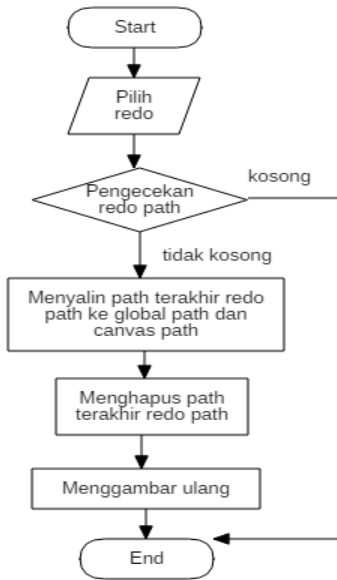 Start
Pilih
redo
Pengecekan
redo path
kosong
tidak kosong
Menyalin path terakhir redo
path ke global path dan
canvas path
Menghapus path
terakhir redo path
Menggambar ulang
End